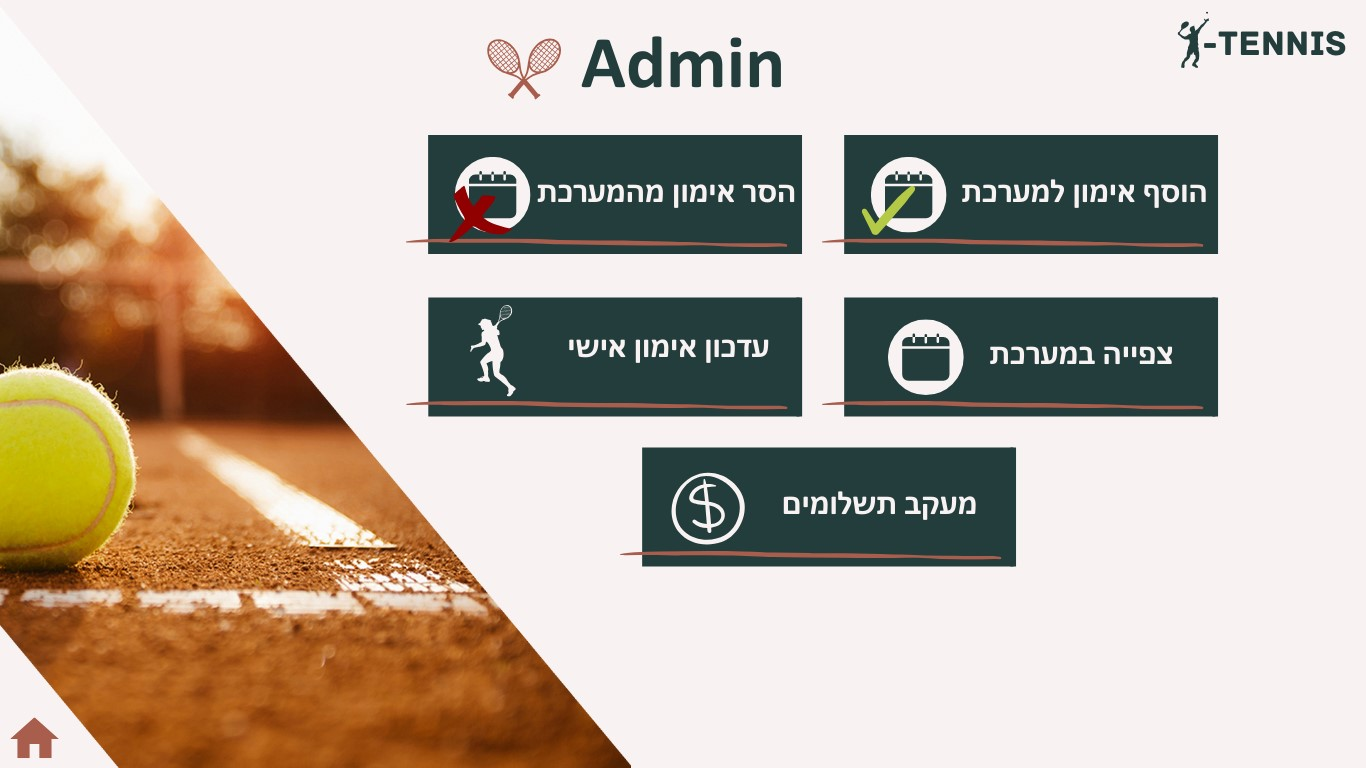 Admin
-TENNIS
הוסף אימון למערכת
הסר אימון מהמערכת
צפייה במערכת
עדכון אימון אישי
מעקב תשלומים